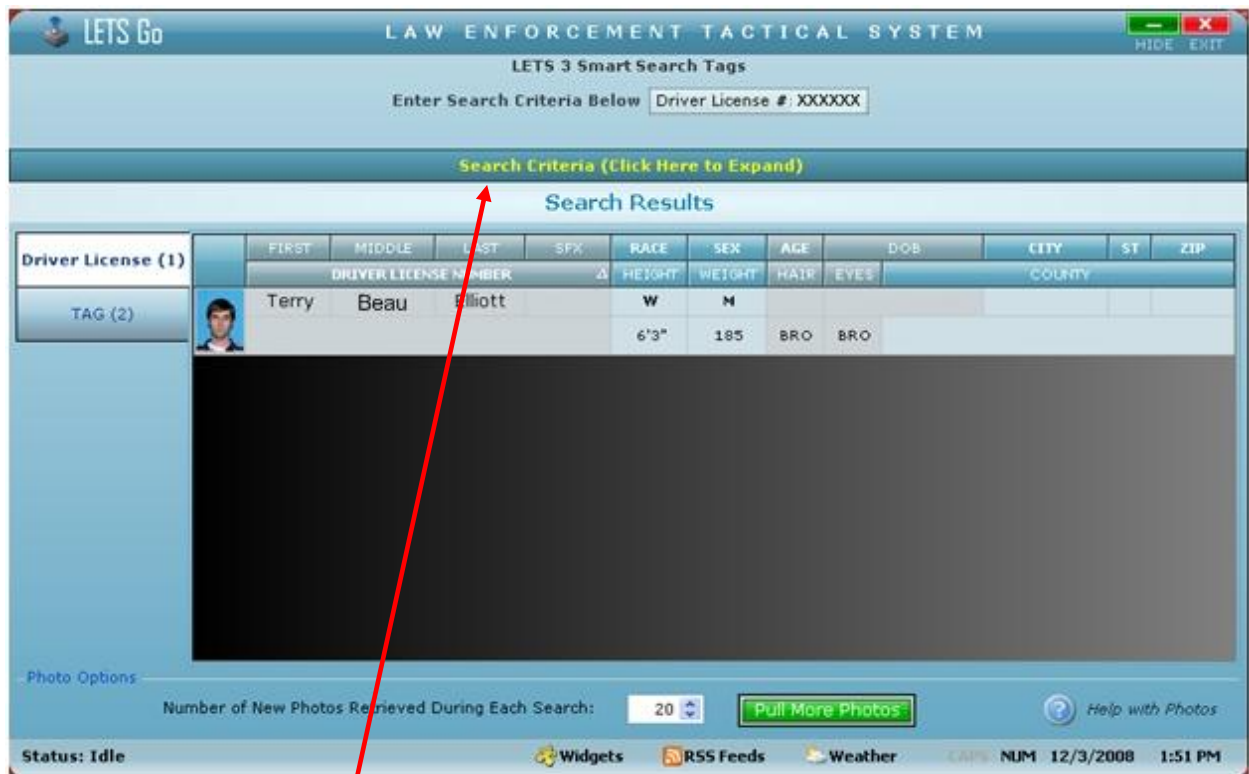 LETS Go LAW ENFORCEMENT TACTICAL SYSTEM
HIDE EXIT
LETS 3 Smart Search Tags
Enter Search Criteria Below Driver License #: XXXXXX
Search Criteria (Click Here to Expand)
Search Results
Driver License (1)
TAG (2)
FIRST MIDDLE LAST SFX RACE SEX AGE DOB CITY ST ZIP
DRIVER LICENSE NUMBER HEIGHT WEIGHT HAIR EYES COUNTY
Terry Beau Elliott W M
6'3" 185 BRO BRO
Photo Options
Number of New Photos Retrieved During Each Search: 20 Pull More Photos ? Help with Photos
Status: Idle Widgets RSS Feeds Weather CAPS NUM 12/3/2008 1:51 PM